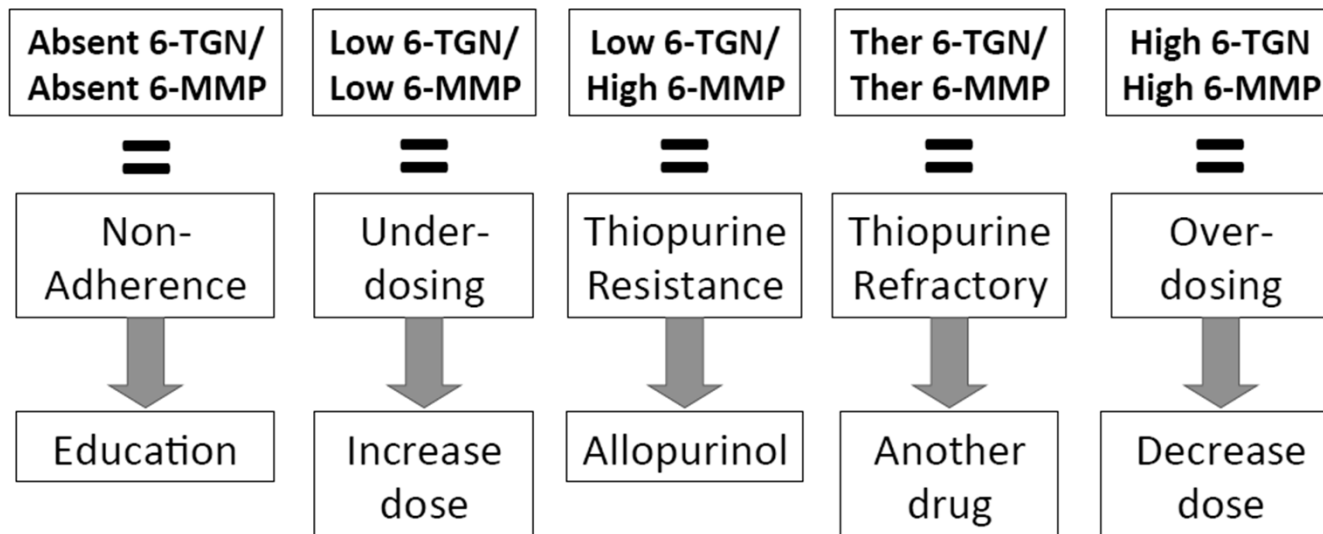 Absent 6-TGN/
Absent 6-MMP
Low 6-TGN/
Low 6-MMP
Low 6-TGN/
High 6-MMP
Ther 6-TGN/
Ther 6-MMP
High 6-TGN
High 6-MMP
=
=
=
=
=
Non-
Adherence
Under-
dosing
Thiopurine
Resistance
Thiopurine
Refractory
Over-
dosing
Education
Increase
dose
Allopurinol
Another
drug
Decrease
dose